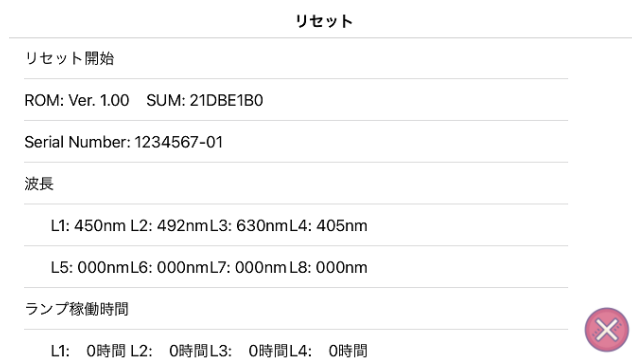 リセット
リセット開始
ROM: Ver. 1.00 SUM: 21DBE1B0
Serial Number: 1234567-01
波長
L1: 450nm L2: 492nmL3: 630nmL4: 405nm
L5: 000nmL6: 000nmL7: 000nmL8: 000nm
ランプ稼働時間
L1: 0時間 L2: 0時間L3: 0時間L4: 0時間